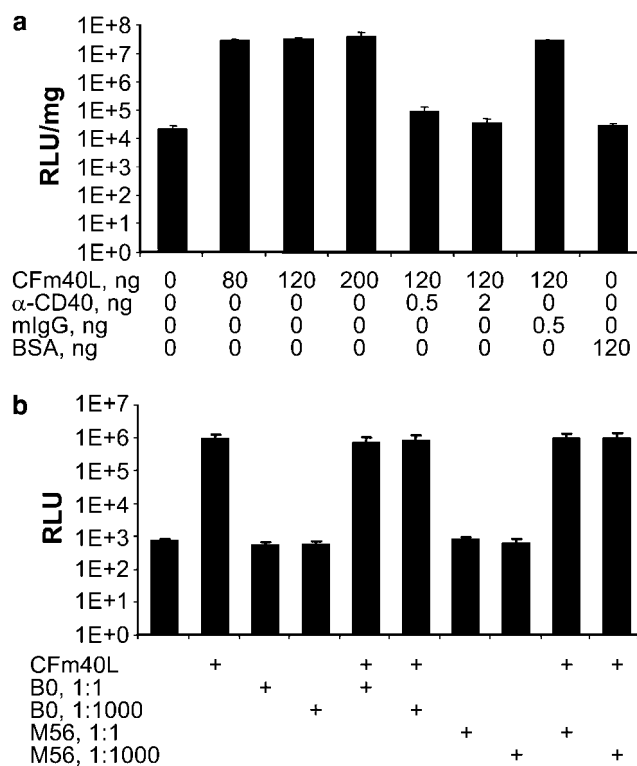 a
1E+8
1E+7
1E+6
1E+5
1E+4
1E+3
1E+2
1E+1
1E+0
RLU/mg
CFm40L, ng 0 80 120 200 120 120 120 0
α-CD40, ng 0 0 0 0 0.5 2 0 0
mIgG, ng 0 0 0 0 0 0 0.5 0
BSA, ng 0 0 0 0 0 0 0 120
b
1E+7
1E+6
1E+5
1E+4
1E+3
1E+2
1E+1
1E+0
RLU
CFm40L + + + + +
B0, 1:1 + +
B0, 1:1000 + +
M56, 1:1 + +
M56, 1:1000 + +